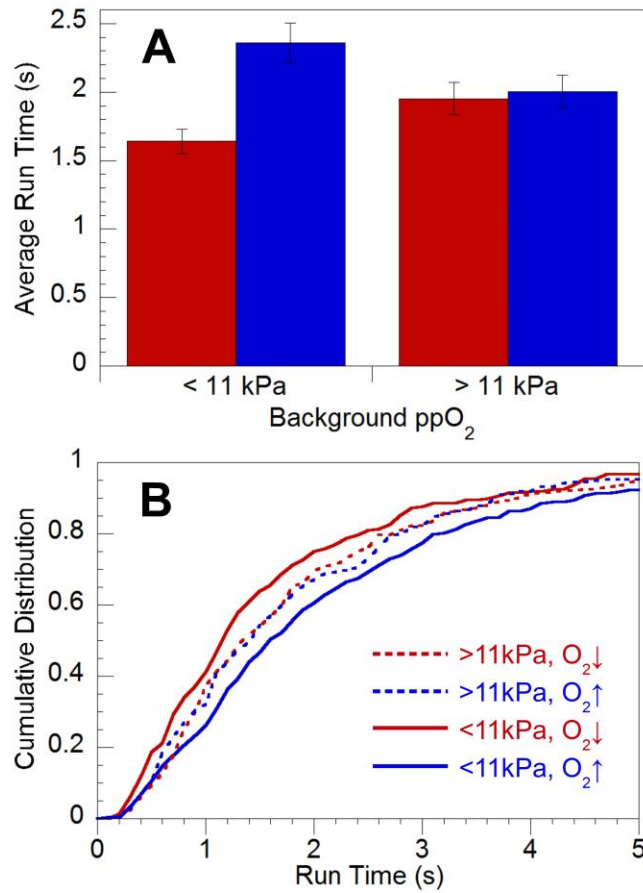 A
Average Run Time (s)
2.5
2
1.5
1
0.5
0
< 11 kPa
> 11 kPa
Background ppO₂
B
Cumulative Distribution
1
0.8
0.6
0.4
0.2
0
>11kPa, O₂↓
>11kPa, O₂↑
<11kPa, O₂↓
<11kPa, O₂↑
0 1 2 3 4 5
Run Time (s)